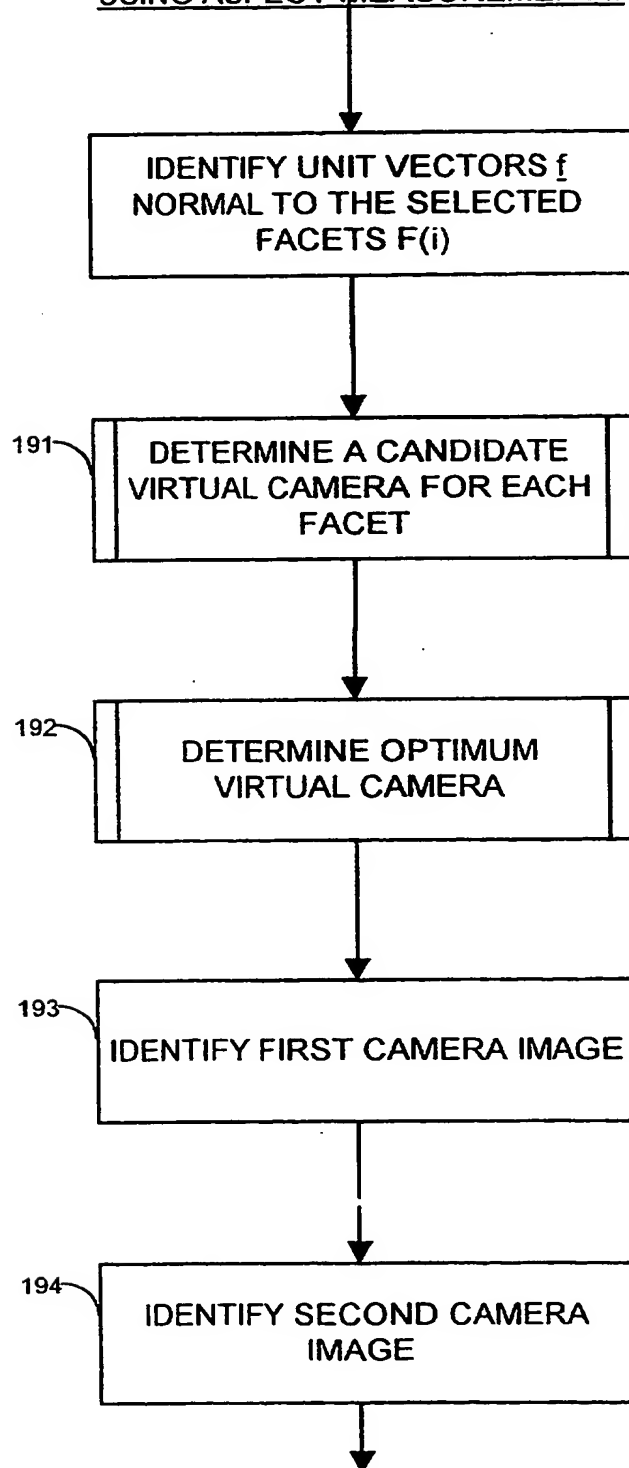 IDENTIFY UNIT VECTORS f
NORMAL TO THE SELECTED
FACETS F(i)
191
DETERMINE A CANDIDATE
VIRTUAL CAMERA FOR EACH
FACET
192
DETERMINE OPTIMUM
VIRTUAL CAMERA
193
IDENTIFY FIRST CAMERA IMAGE
194
IDENTIFY SECOND CAMERA
IMAGE